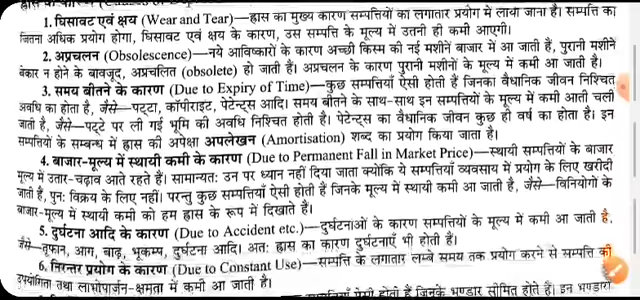 1. घिसावट एवं क्षय (Wear and Tear)—ह्रास का मुख्य कारण सम्पत्तियों का लगातार प्रयोग में लाया जाना है। सम्पत्ति का
जितना अधिक प्रयोग होगा, घिसावट एवं क्षय के कारण, उस सम्पत्ति के मूल्य में उतनी ही कमी आएगी।
2. अप्रचलन (Obsolescence)—नये आविष्कारों के कारण अच्छी किस्म की नई मशीनें बाजार में आ जाती हैं, पुरानी मशीनें
बेकार न होने के बावजूद, अप्रचलित (obsolete) हो जाती हैं। अप्रचलन के कारण पुरानी मशीनों के मूल्य में कमी आ जाती है।
3. समय बीतने के कारण (Due to Expiry of Time)—कुछ सम्पत्तियाँ ऐसी होती हैं जिनका वैधानिक जीवन निश्चित
अवधि का होता है, जैसे—पट्टा, कॉपीराइट, पेटेन्ट्स आदि। समय बीतने के साथ-साथ इन सम्पत्तियों के मूल्य में कमी आती चली
जाती है, जैसे—पट्टे पर ली गई भूमि की अवधि निश्चित होती है। पेटेन्ट्स का वैधानिक जीवन कुछ ही वर्ष का होता है। इन
सम्पत्तियों के सम्बन्ध में ह्रास की अपेक्षा अपलेखन (Amortisation) शब्द का प्रयोग किया जाता है।
4. बाजार-मूल्य में स्थायी कमी के कारण (Due to Permanent Fall in Market Price)—स्थायी सम्पत्तियों के बाजार
मूल्य में उतार-चढ़ाव आते रहते हैं। सामान्यतः उन पर ध्यान नहीं दिया जाता क्योंकि ये सम्पत्तियाँ व्यवसाय में प्रयोग के लिए खरीदी
जाती हैं, पुनः विक्रय के लिए नहीं। परन्तु कुछ सम्पत्तियाँ ऐसी होती हैं जिनके मूल्य में स्थायी कमी आ जाती है, जैसे—विनियोगों के
बाजार-मूल्य में स्थायी कमी को हम ह्रास के रूप में दिखाते हैं।
5. दुर्घटना आदि के कारण (Due to Accident etc.)—दुर्घटनाओं के कारण सम्पत्तियों के मूल्य में कमी आ जाती है,
जैसे—तूफान, आग, बाढ़, भूकम्प, दुर्घटना आदि। अतः ह्रास का कारण दुर्घटनाएँ भी होती हैं।
6. निरन्तर प्रयोग के कारण (Due to Constant Use)—सम्पत्ति के लगातार लम्बे समय तक प्रयोग करने से सम्पत्ति की
उपयोगिता तथा लाभोपार्जन-क्षमता में कमी आ जाती है।
ऐसी होती हैं जिनके भण्डार सीमित होते हैं। इन भण्डारों